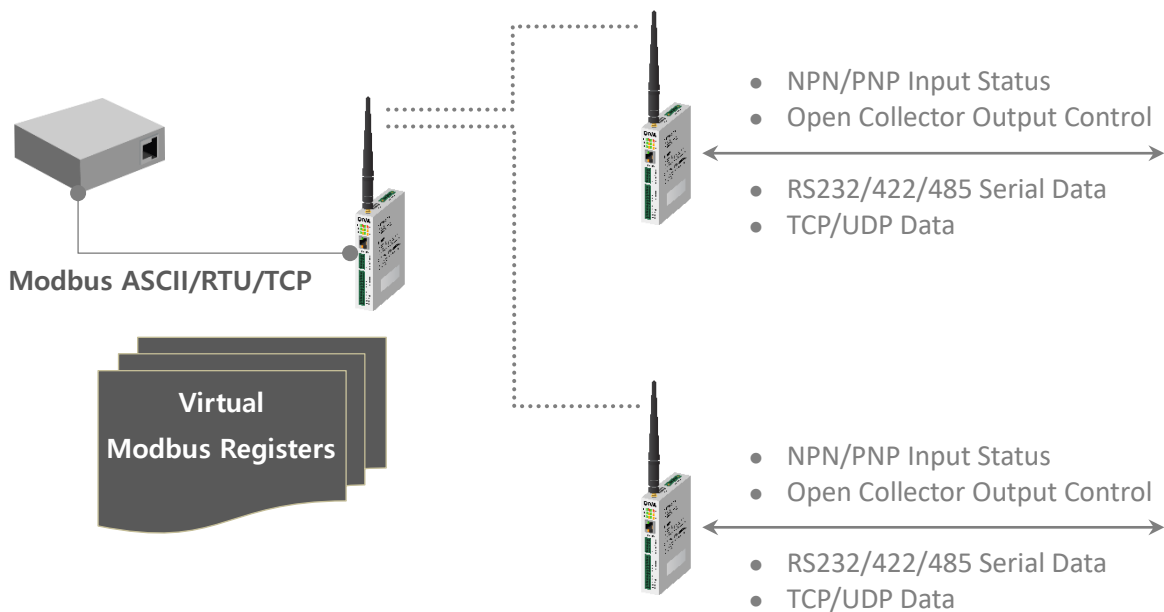 ● NPN/PNP Input Status
● Open Collector Output Control
● RS232/422/485 Serial Data
● TCP/UDP Data
Modbus ASCII/RTU/TCP
Virtual
Modbus Registers
● NPN/PNP Input Status
● Open Collector Output Control
● RS232/422/485 Serial Data
● TCP/UDP Data